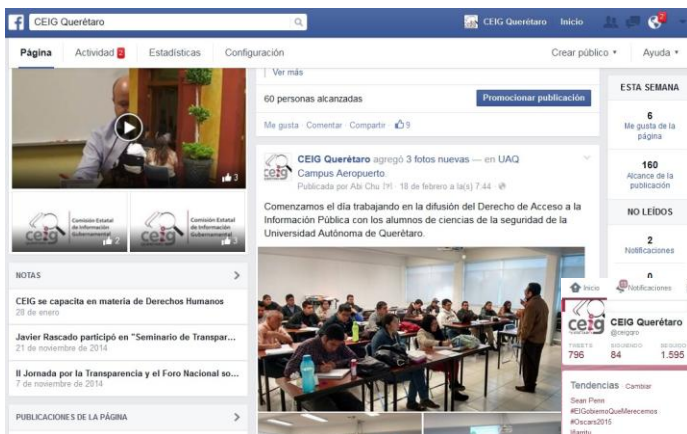 CEIG Querétaro
CEIG Querétaro Inicio 2
Página Actividad 2 Estadísticas Configuración Crear público Ayuda
3
ceig Comisión Estatal de Información Gubernamental 2
ceig Comisión Estatal de Información Gubernamental 3
NOTAS
CEIG se capacita en materia de Derechos Humanos
28 de enero
Javier Rascado participó en "Seminario de Transpar...
21 de noviembre de 2014
II Jornada por la Transparencia y el Foro Nacional so...
7 de noviembre de 2014
PUBLICACIONES DE LA PÁGINA
Ver más
60 personas alcanzadas Promocionar publicación
Me gusta · Comentar · Compartir · 9
CEIG Querétaro agregó 3 fotos nuevas — en UAQ
Campus Aeropuerto.
Publicada por Abi Chu · 18 de febrero a la(s) 7:44 ·
Comenzamos el día trabajando en la difusión del Derecho de Acceso a la
Información Pública con los alumnos de ciencias de la seguridad de la
Universidad Autónoma de Querétaro.
ESTA SEMANA
6
Me gusta de la
página
160
Alcance de la
publicación
NO LEÍDOS
2
Notificaciones
0
Inicio Notificaciones
ceig
CEIG Querétaro
@ceigqro
TWEETS SIGUIENDO SEGUIDO
796 84 1.595
Tendencias · Cambiar
Sean Penn
#ElGobiernoQueMerecemos
#Oscars2015